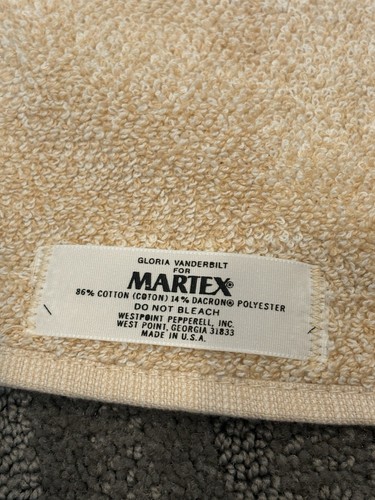 GLORIA VANDERBILT
FOR
MARTEX®
86% COTTON (COTON) 14% DACRON® POLYESTER
DO NOT BLEACH
WESTPOINT PEPPERELL, INC.
WEST POINT, GEORGIA 31833
MADE IN U.S.A.